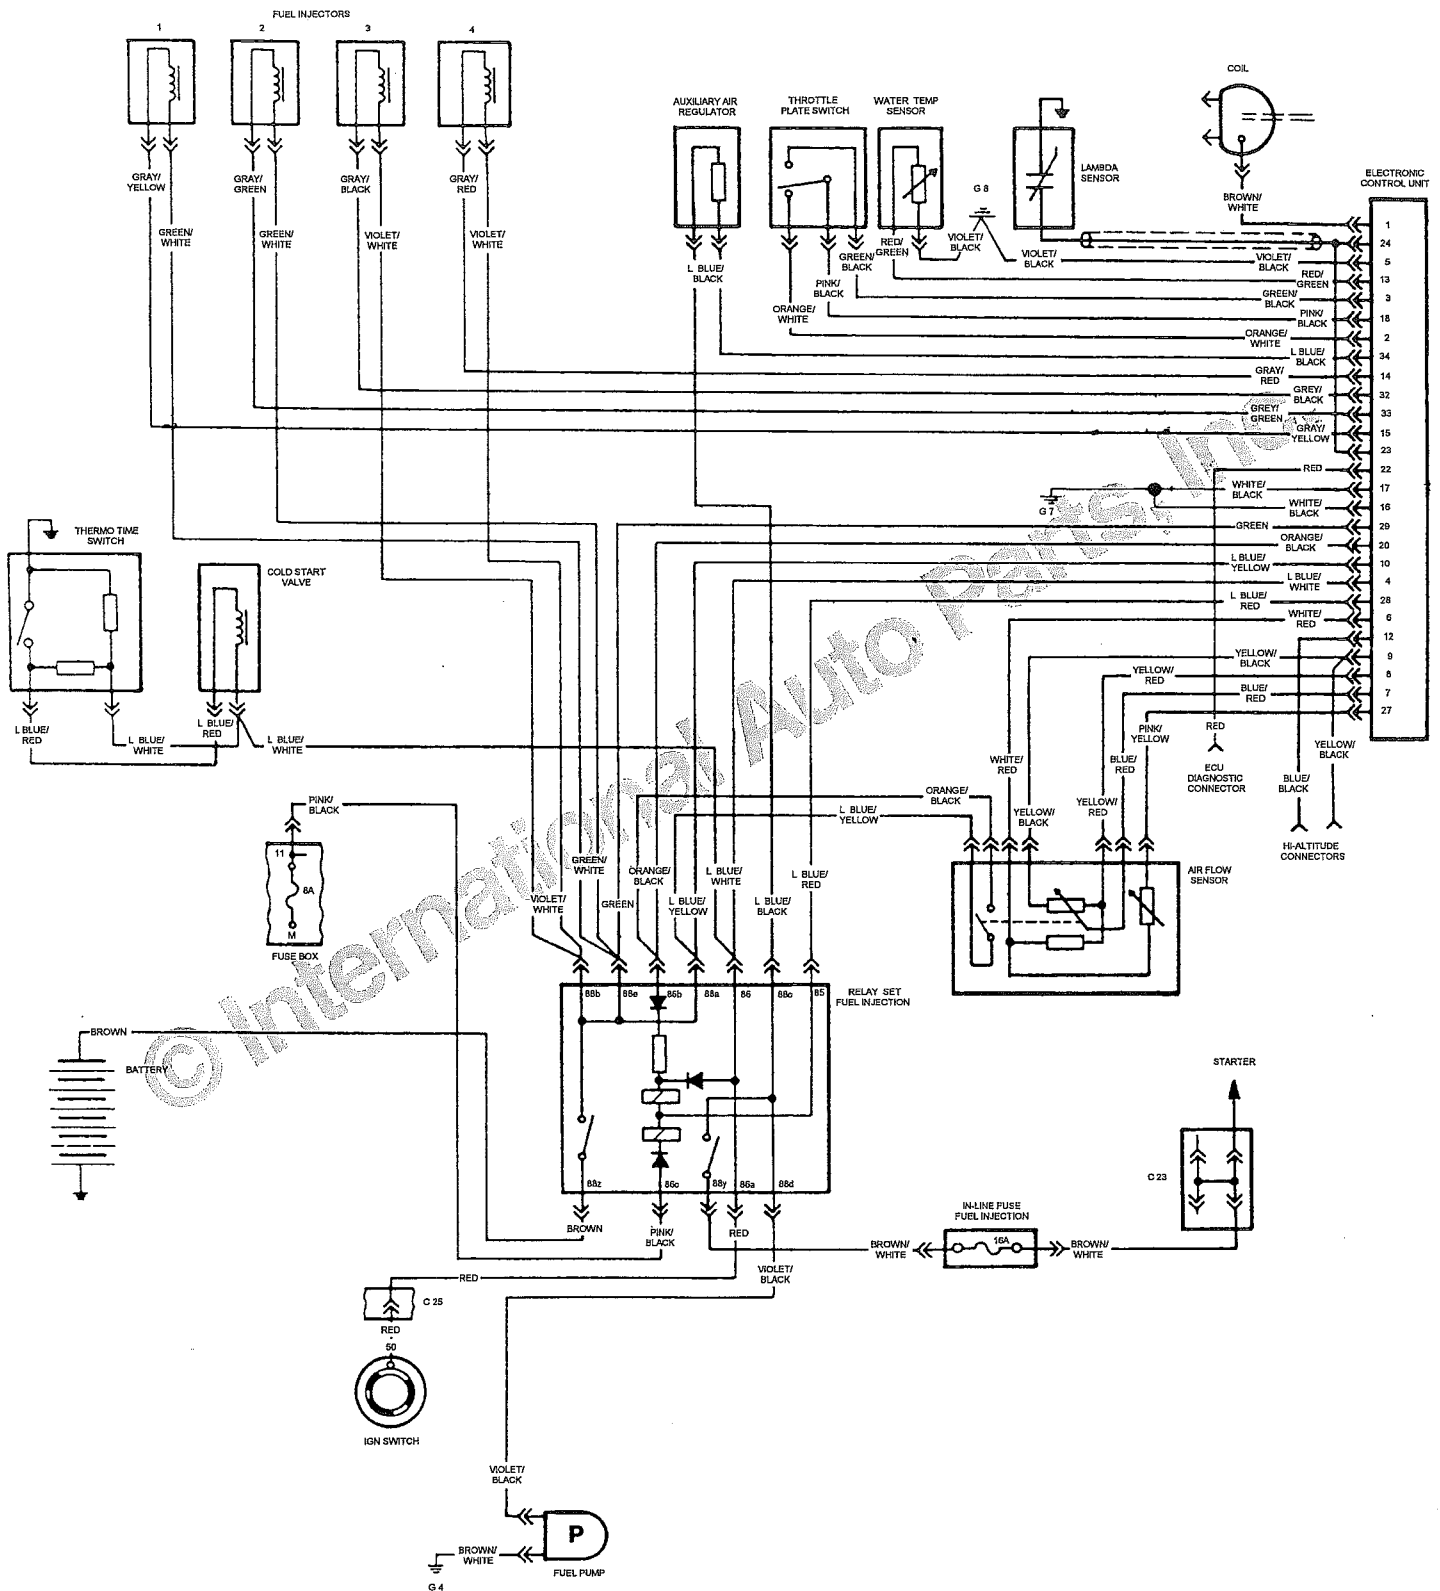 FUEL INJECTORS
1
2
3
4
GRAY/
YELLOW
GREEN/
WHITE
GRAY/
GREEN
GREEN/
WHITE
GRAY/
BLACK
VIOLET/
WHITE
GRAY/
RED
VIOLET/
WHITE
AUXILIARY AIR
REGULATOR
THROTTLE
PLATE SWITCH
WATER TEMP
SENSOR
LAMBDA
SENSOR
COIL
BROWN/
WHITE
ELECTRONIC
CONTROL UNIT
G 8
L BLUE/
BLACK
ORANGE/
WHITE
PINK/
BLACK
GREEN/
BLACK
RED/
GREEN
VIOLET/
BLACK
VIOLET/
BLACK
VIOLET/
BLACK
RED/
GREEN
GREEN/
BLACK
PINK/
BLACK
ORANGE/
WHITE
L BLUE/
BLACK
GRAY/
RED
GREY/
BLACK
GREY/
GREEN
GRAY/
YELLOW
RED
WHITE/
BLACK
WHITE/
BLACK
GREEN
ORANGE/
BLACK
L BLUE/
YELLOW
L BLUE/
WHITE
L BLUE/
RED
WHITE/
RED
YELLOW/
BLACK
YELLOW/
RED
BLUE/
RED
PINK/
YELLOW
1
24
5
13
3
18
2
34
14
32
33
15
23
22
17
16
29
20
10
4
28
6
12
9
8
7
27
G 7
THERMO TIME
SWITCH
COLD START
VALVE
L BLUE/
RED
L BLUE/
WHITE
L BLUE/
RED
L BLUE/
WHITE
RED
ECU
DIAGNOSTIC
CONNECTOR
BLUE/
BLACK
YELLOW/
BLACK
HI-ALTITUDE
CONNECTORS
WHITE/
RED
YELLOW/
BLACK
YELLOW/
RED
BLUE/
RED
ORANGE/
BLACK
L BLUE/
YELLOW
AIR FLOW
SENSOR
PINK/
BLACK
11
8A
M
FUSE BOX
VIOLET/
WHITE
GREEN/
WHITE
GREEN
ORANGE/
BLACK
L BLUE/
YELLOW
L BLUE/
WHITE
L BLUE/
BLACK
L BLUE/
RED
88b
88e
86b
88a
86
88c
85
RELAY SET
FUEL INJECTION
88z
86c
88y
86a
88d
BROWN
BATTERY
BROWN
PINK/
BLACK
RED
VIOLET/
BLACK
BROWN/
WHITE
IN-LINE FUSE
FUEL INJECTION
16A
BROWN/
WHITE
STARTER
C 23
RED
C 25
RED
50
IGN SWITCH
VIOLET/
BLACK
P
BROWN/
WHITE
FUEL PUMP
G 4
© International Auto Parts, Inc.